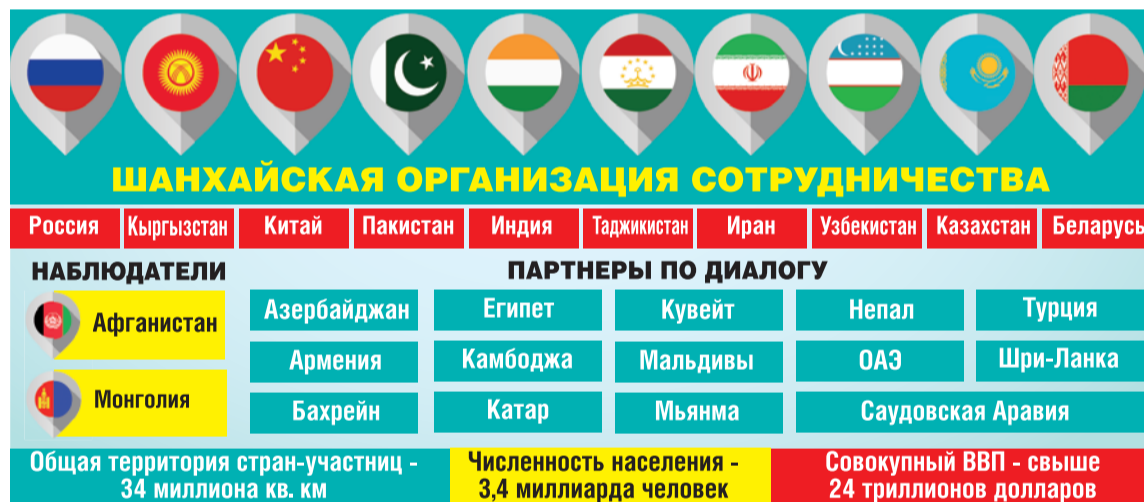 ШАНХАЙСКАЯ ОРГАНИЗАЦИЯ СОТРУДНИЧЕСТВА
Россия Кыргызстан Китай Пакистан Индия Таджикистан Иран Узбекистан Казахстан Беларусь
НАБЛЮДАТЕЛИ
Афганистан
Монголия
ПАРТНЕРЫ ПО ДИАЛОГУ
Азербайджан Египет Кувейт Непал Турция
Армения Камбоджа Мальдивы ОАЭ Шри-Ланка
Бахрейн Катар Мьянма Саудовская Аравия
Общая территория стран-участниц -
34 миллиона кв. км
Численность населения -
3,4 миллиарда человек
Совокупный ВВП - свыше
24 триллионов долларов